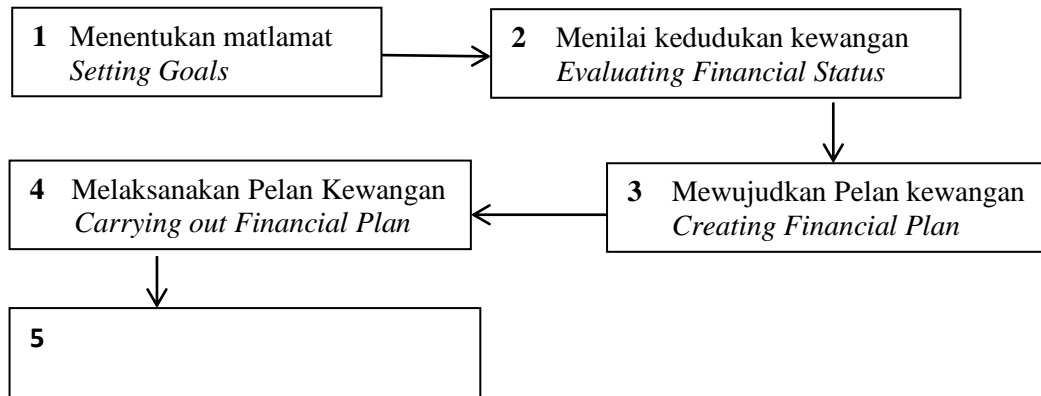 1 Menentukan matlamat
Setting Goals
2 Menilai kedudukan kewangan
Evaluating Financial Status
3 Mewujudkan Pelan kewangan
Creating Financial Plan
4 Melaksanakan Pelan Kewangan
Carrying out Financial Plan
5